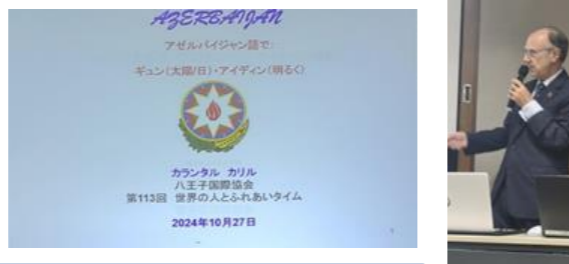 AZERBAIJAN
アゼルバイジャン語で:
ギュン(太陽/日)・アイディン(明るく)
カランタル カリル
八王子国際協会
第113回 世界の人とふれあいタイム
2024年10月27日